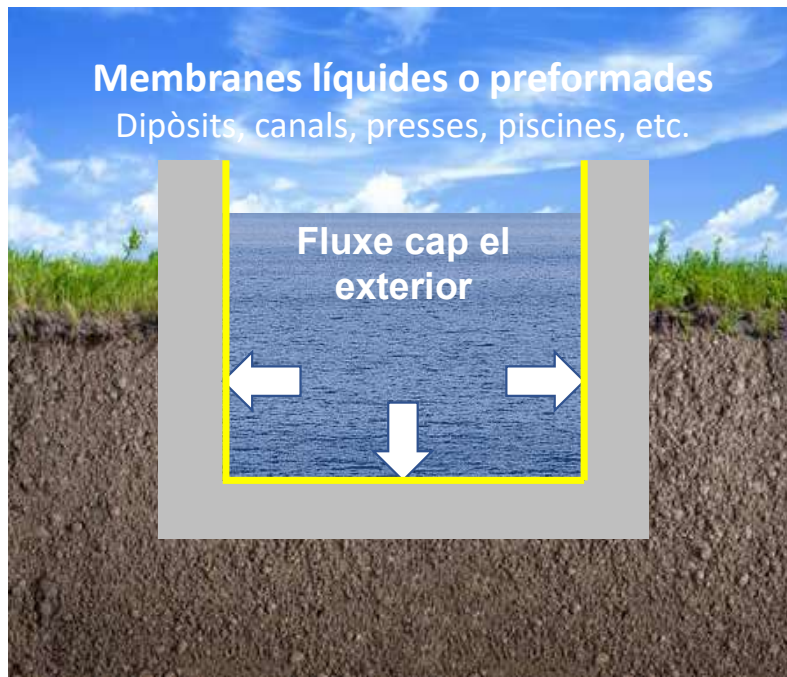 Membranes líquides o preformades
Dipòsits, canals, presses, piscines, etc.
Fluxe cap el
exterior